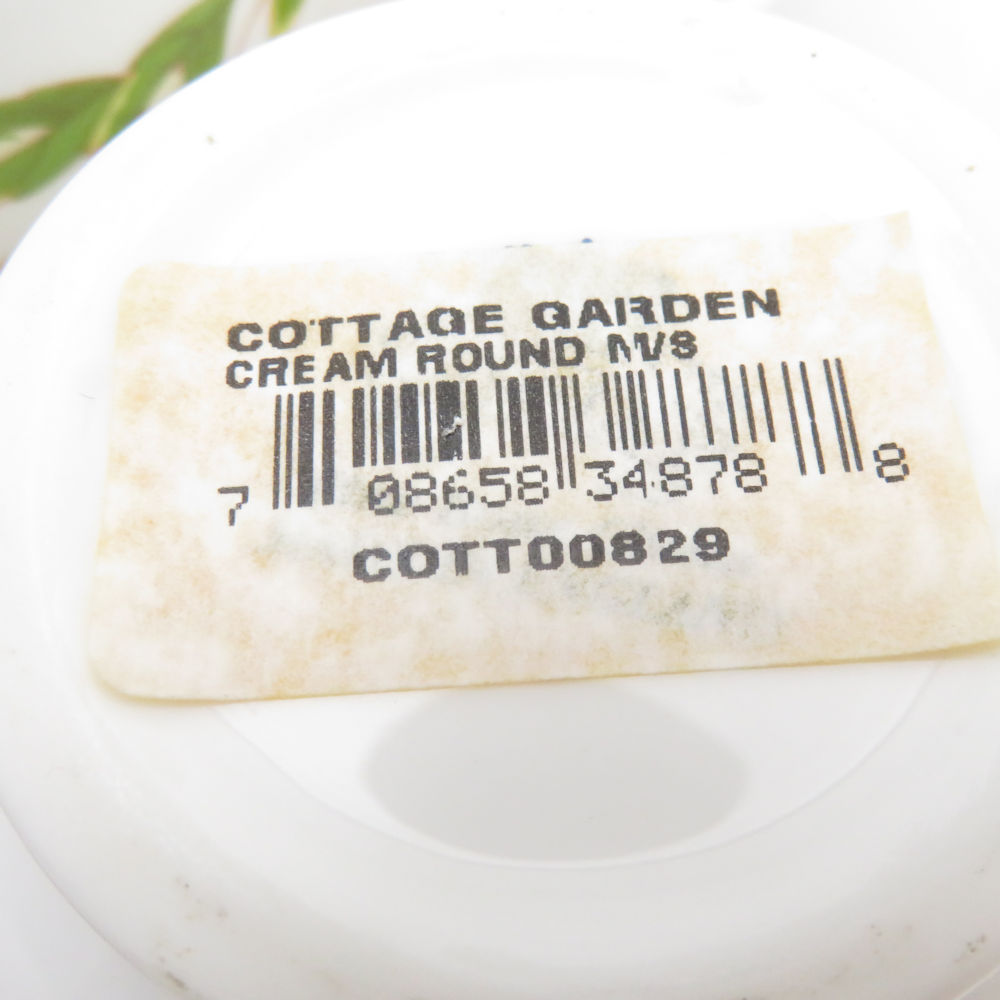 COTTAGE GARDEN
CREAM ROUND M/S
7 08658 34878 8
COTT00829